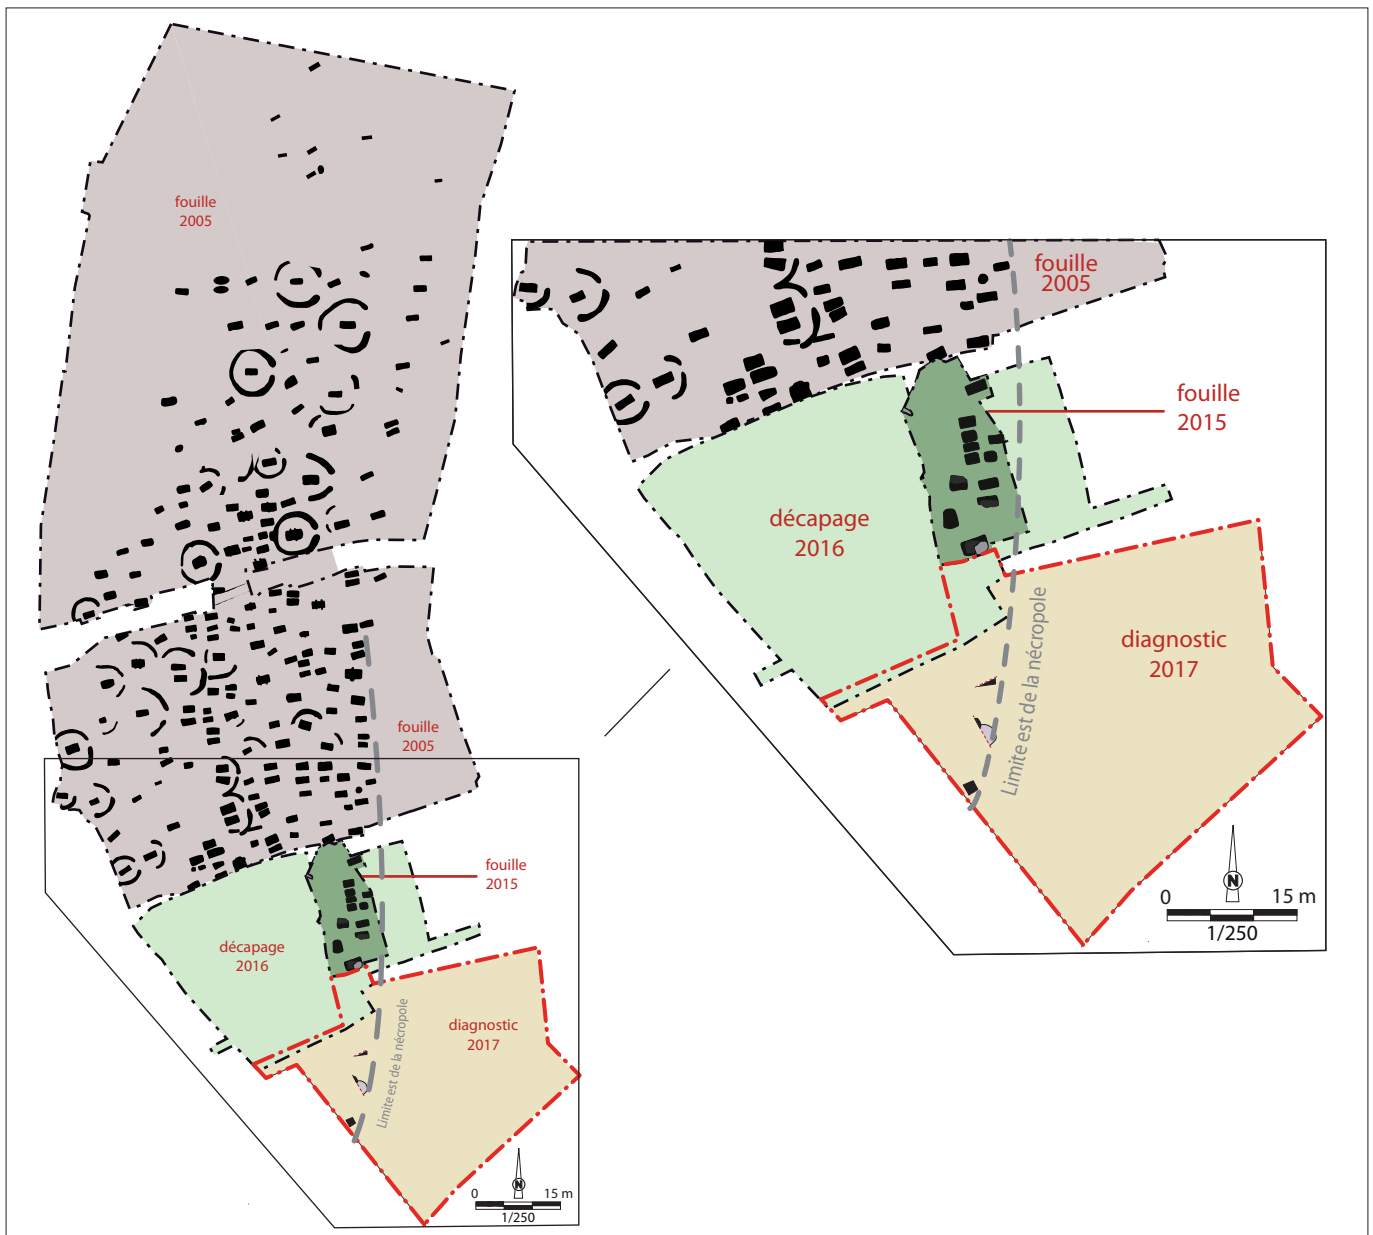 fouille
2005
fouille
2005
fouille
2015
décapage
2016
diagnostic
2017
Limite est de la nécropole
N
0 15 m
1/250
fouille
2005
fouille
2015
décapage
2016
diagnostic
2017
Limite est de la nécropole
N
0 15 m
1/250